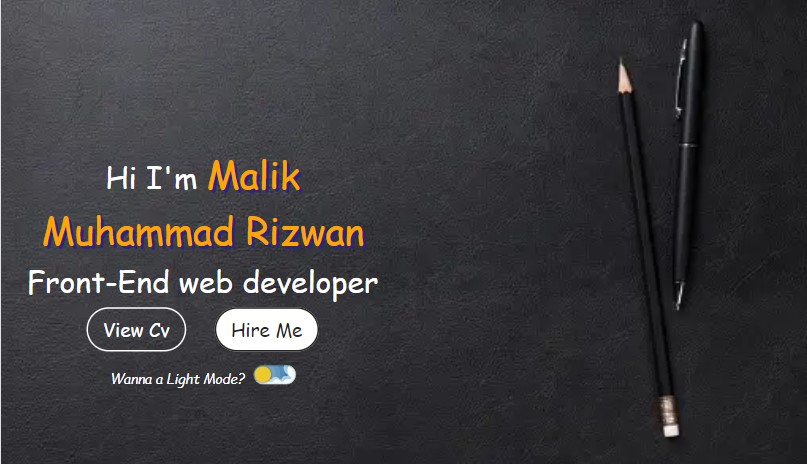 Hi I'm Malik
Muhammad Rizwan
Front-End web developer
View Cv
Hire Me
Wanna a Light Mode?